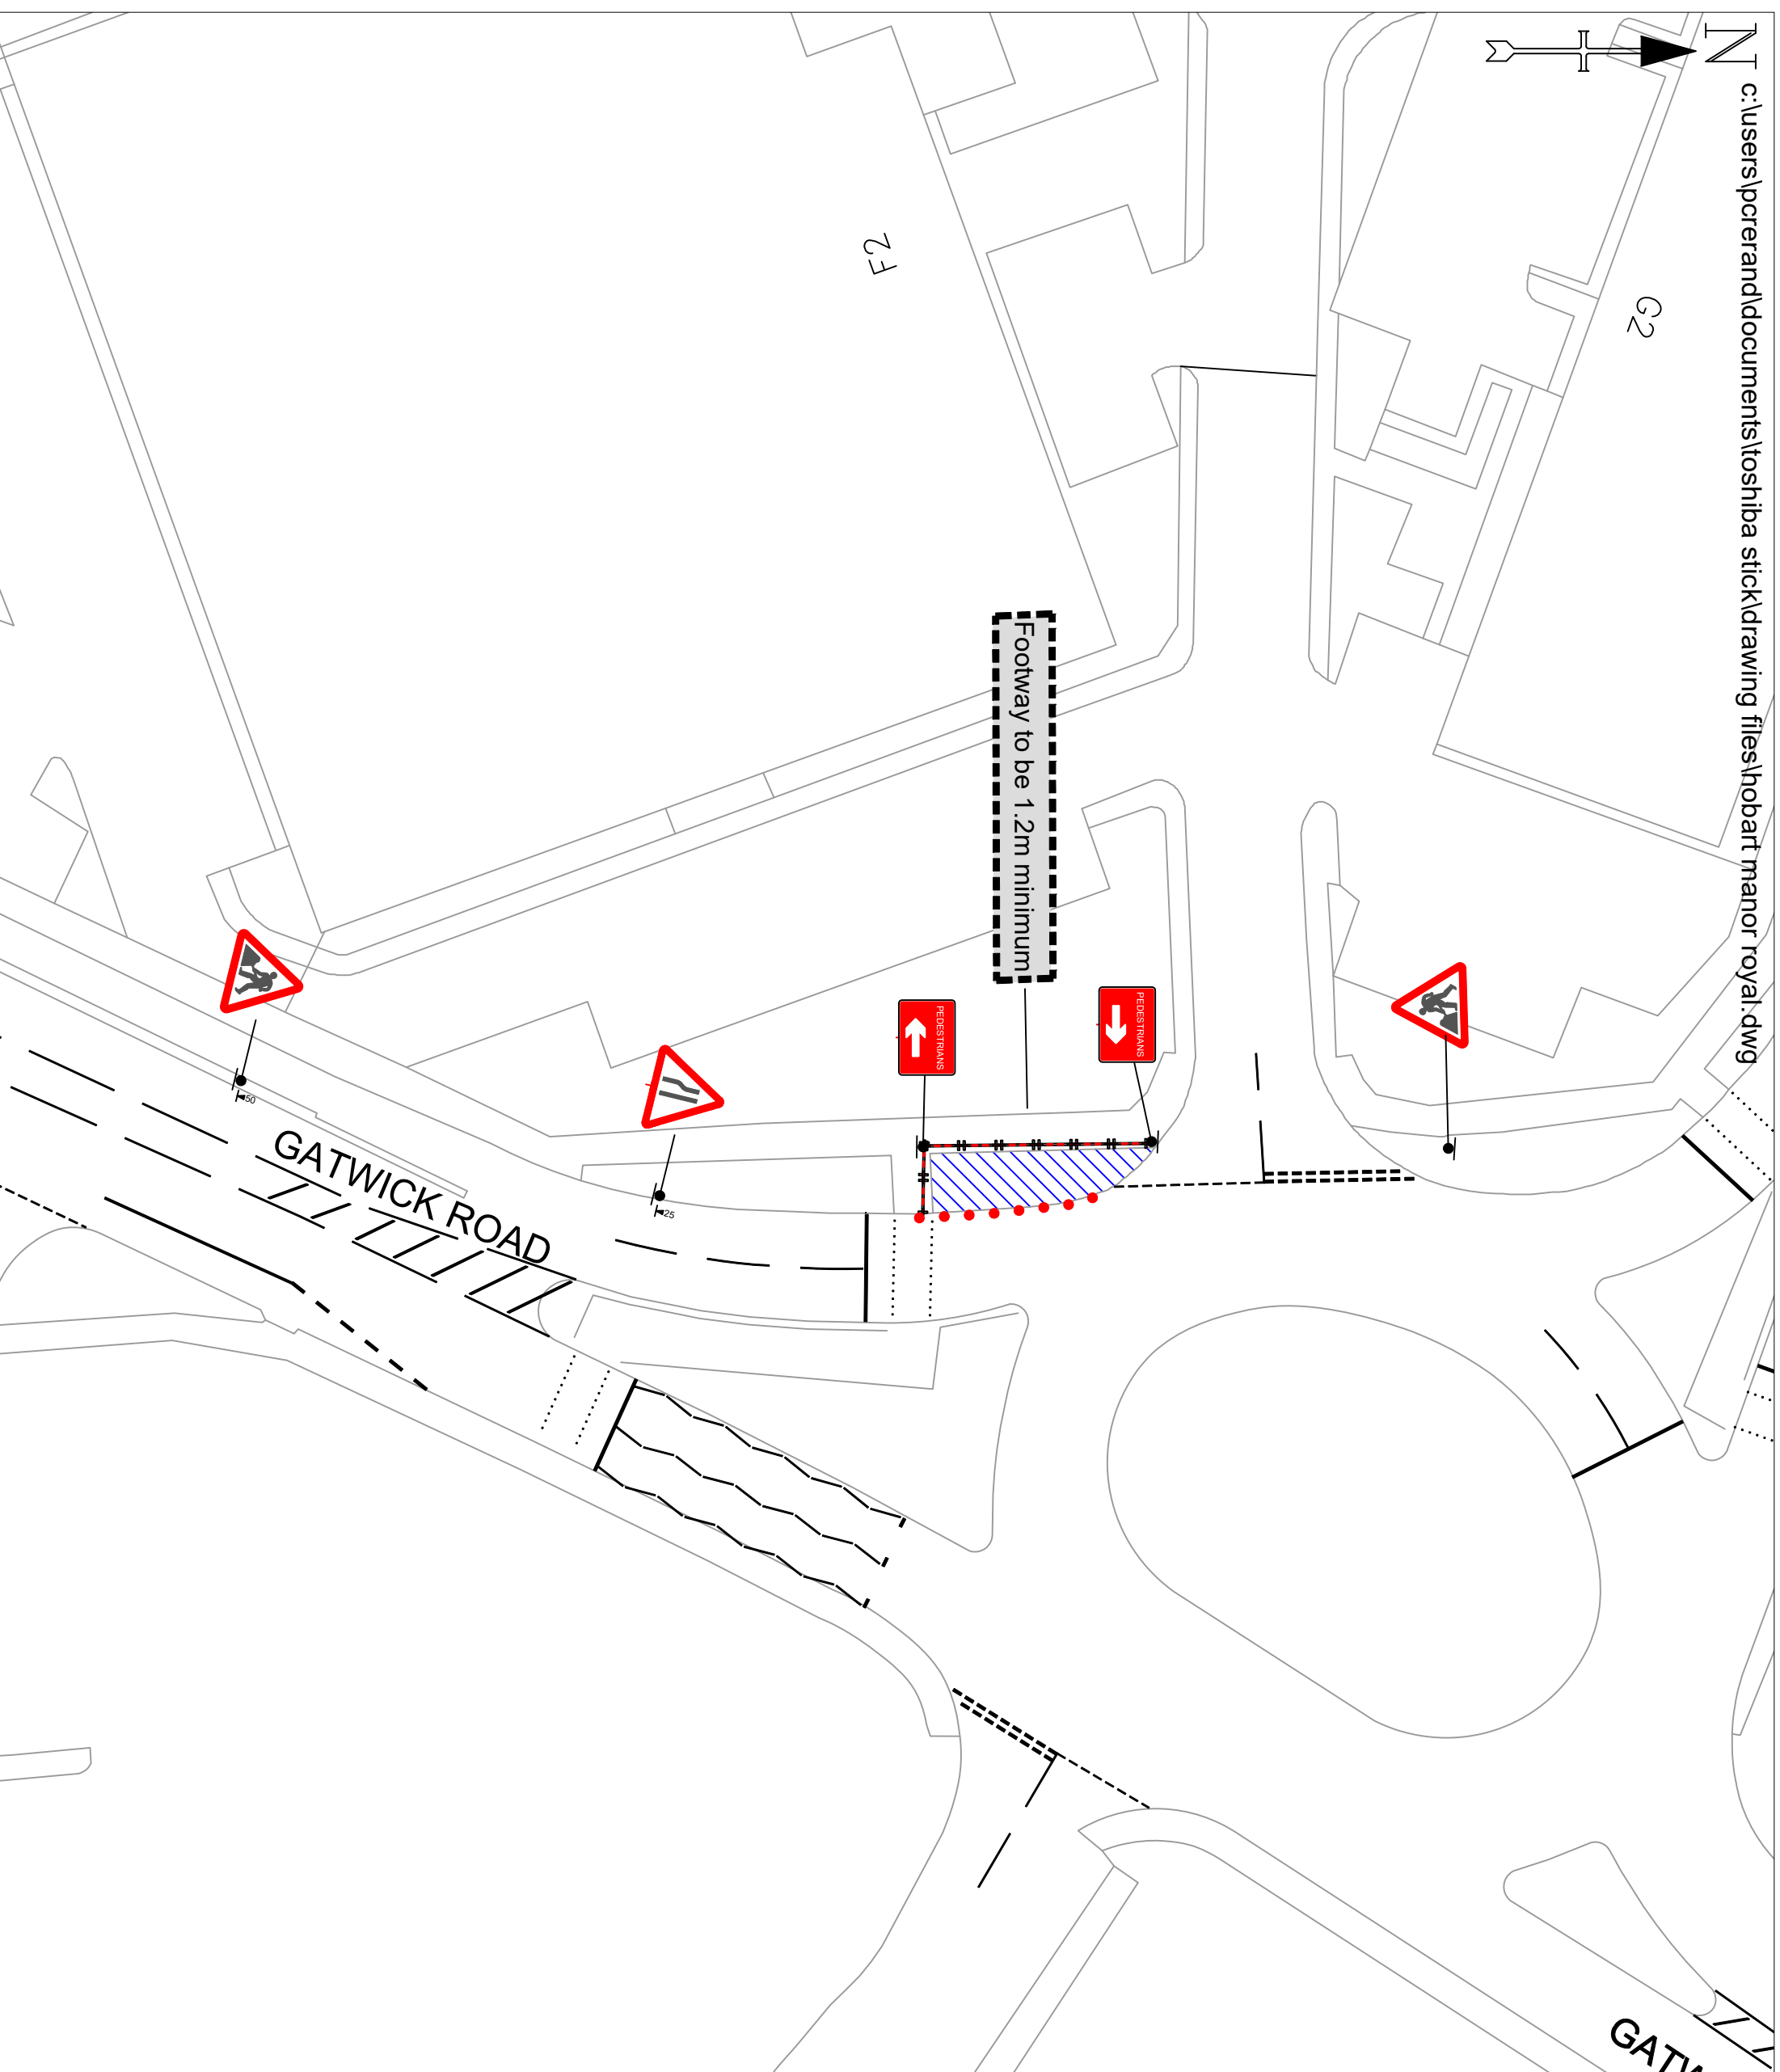 N
c:\users\pcrerand\documents\toshiba stick\drawing files\hobart manor royal.dwg
G2
F2
Footway to be 1.2m minimum
PEDESTRIANS
PEDESTRIANS
50
25
GATWICK ROAD